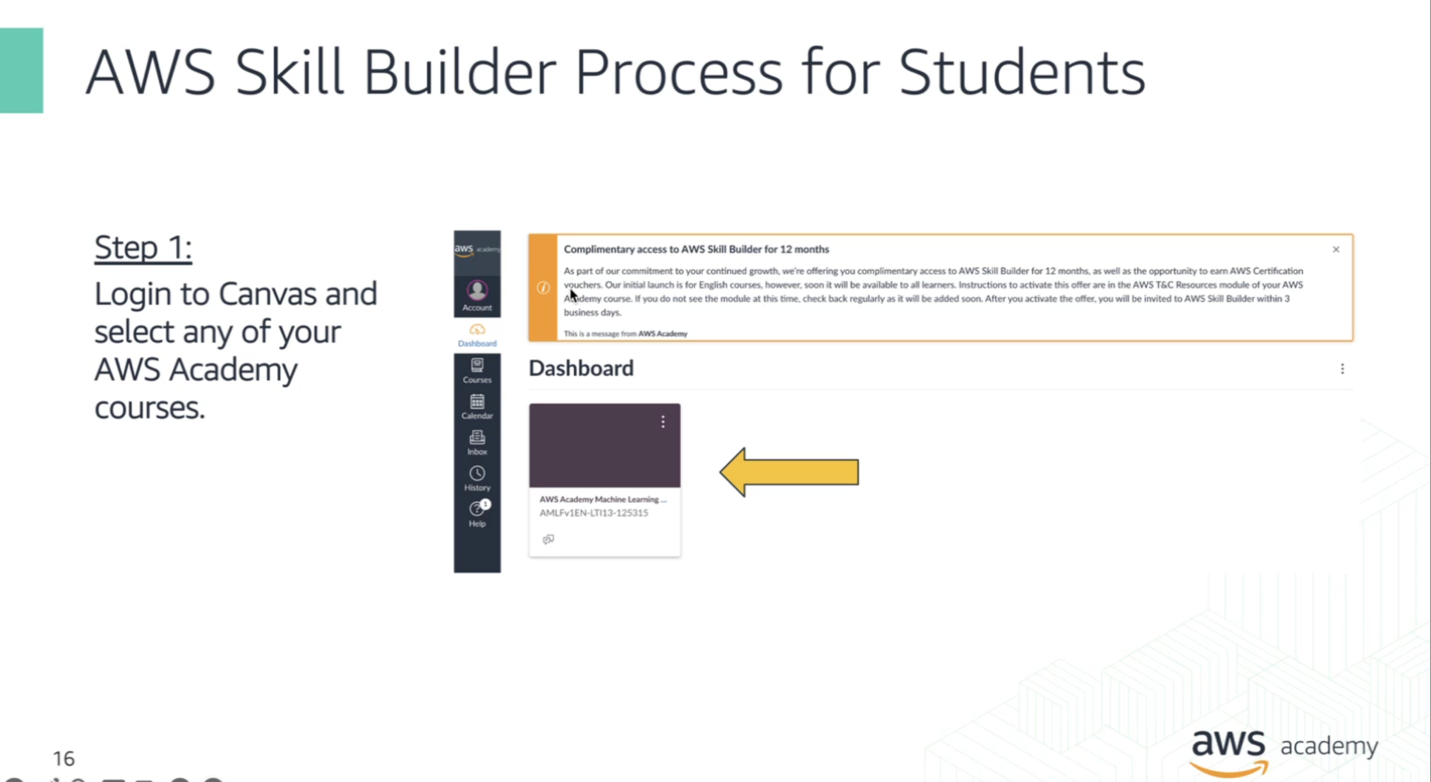 AWS Skill Builder Process for Students
Step 1:
Login to Canvas and
select any of your
AWS Academy
courses.
aws academy
Account
Dashboard
Courses
Calendar
Inbox
History
1
Help
Complimentary access to AWS Skill Builder for 12 months
As part of our commitment to your continued growth, we're offering you complimentary access to AWS Skill Builder for 12 months, as well as the opportunity to earn AWS Certification
vouchers. Our initial launch is for English courses, however, soon it will be available to all learners. Instructions to activate this offer are in the AWS T&C Resources module of your AWS
Academy course. If you do not see the module at this time, check back regularly as it will be added soon. After you activate the offer, you will be invited to AWS Skill Builder within 3
business days.
This is a message from AWS Academy
Dashboard
AWS Academy Machine Learning ...
AMLFv1EN-LTI13-125315
16
aws academy